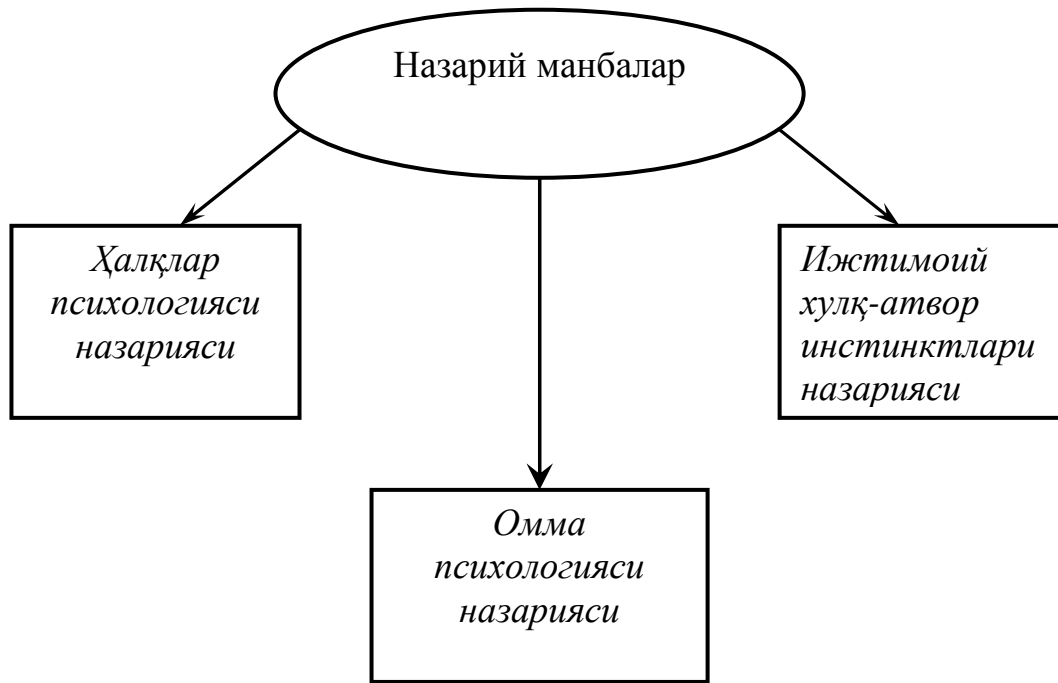 Назарий манбалар
Ҳалқлар
психологияси
назарияси
Ижтимоий
хулқ-атвор
инстинктлари
назарияси
Омма
психологияси
назарияси